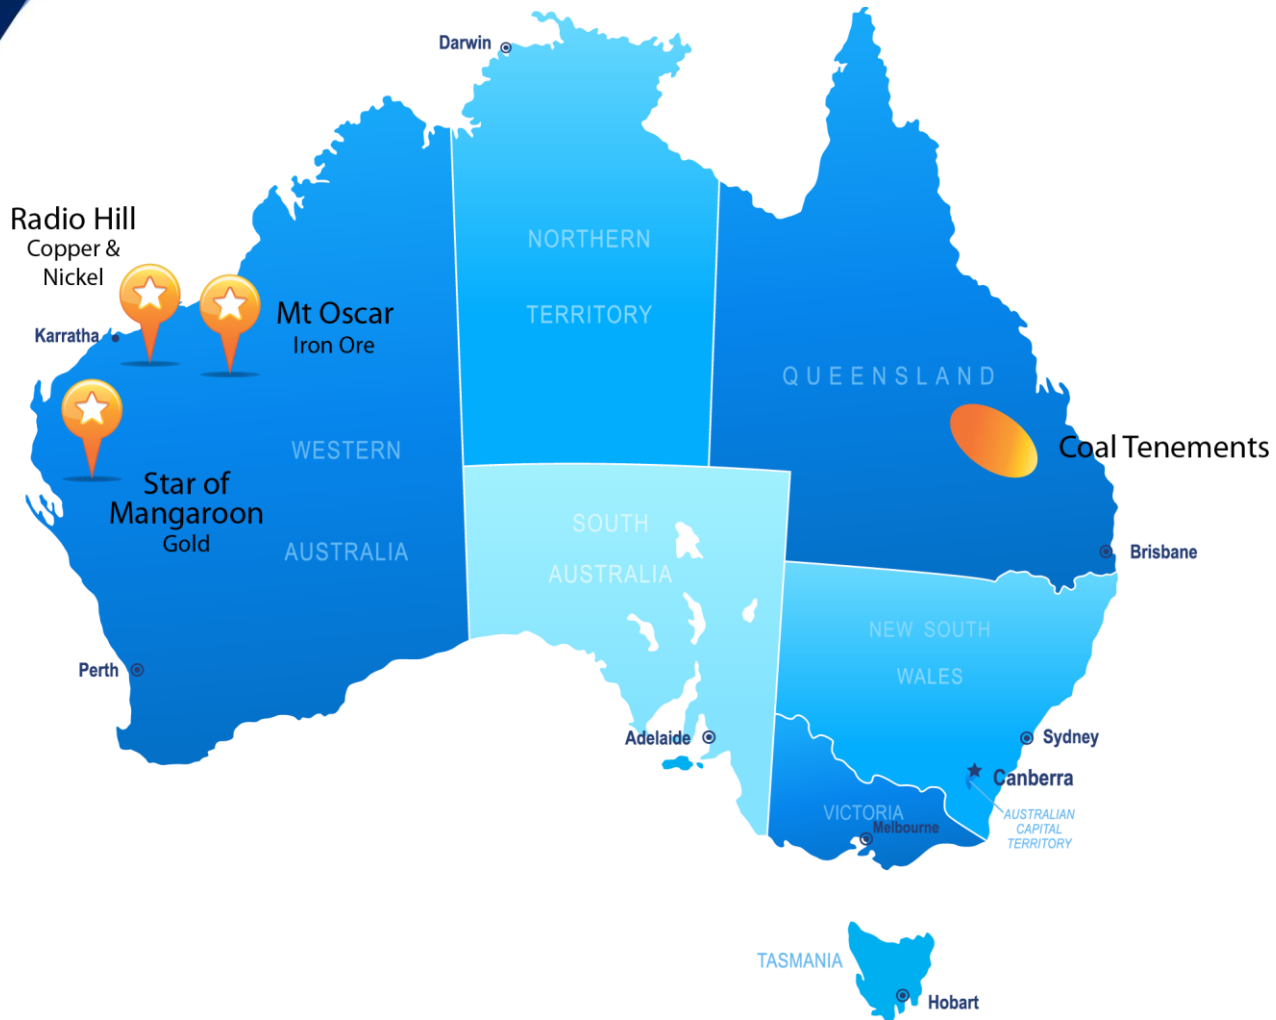 Darwin
Radio Hill
Copper &
Nickel
NORTHERN
TERRITORY
Mt Oscar
Iron Ore
Karratha
QUEENSLAND
WESTERN
AUSTRALIA
Coal Tenements
Star of
Mangaroon
Gold
SOUTH
AUSTRALIA
Brisbane
NEW SOUTH
WALES
Perth
Adelaide
Sydney
Canberra
VICTORIA
Melbourne
AUSTRALIAN
CAPITAL
TERRITORY
TASMANIA
Hobart